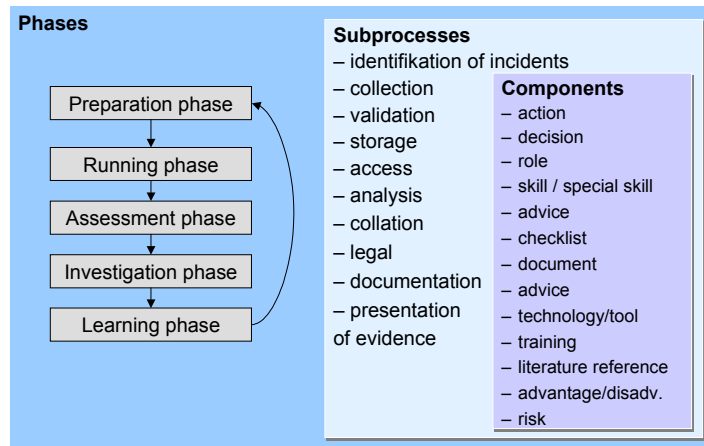 Phases
Preparation phase
Running phase
Assessment phase
Investigation phase
Learning phase
Subprocesses
– identifikation of incidents
– collection
– validation
– storage
– access
– analysis
– collation
– legal
– documentation
– presentation
of evidence
Components
– action
– decision
– role
– skill / special skill
– advice
– checklist
– document
– advice
– technology/tool
– training
– literature reference
– advantage/disadv.
– risk